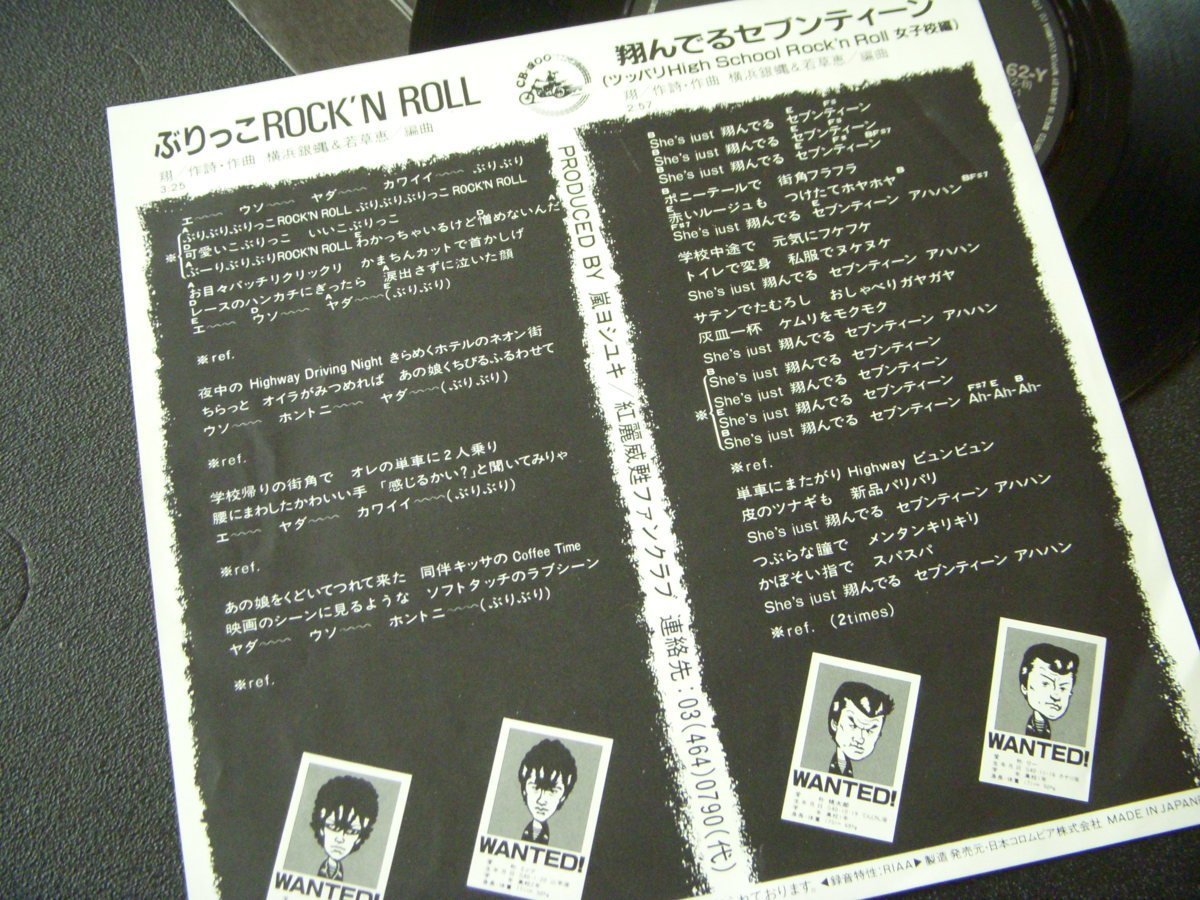 ぶりっこROCK'N ROLL
翔/作詩・作曲 横浜銀蝿&若草恵/編曲
3.25
エ〜〜 ウソ〜〜 ヤダ〜〜 カワイイ〜〜 ぶりぶり
ぶりぶりぶりっこROCK'N ROLL ぶりぶりぶりっこROCK'N ROLL
※ 可愛いこぶりっこ いいこぶりっこ
ぶーりぶりぶりROCK'N ROLL わかっちゃいるけど憎めないんだ
お目々パッチリクリックリ かまちんカットで首かしげ
レースのハンカチにぎったら 涙出さずに泣いた顔
エ〜〜 ウソ〜〜 ヤダ〜〜(ぶりぶり)
※ref.
夜中の Highway Driving Night きらめくホテルのネオン街
ちらっと オイラがみつめれば あの娘くちびるふるわせて
ウソ〜〜 ホントニ〜〜 ヤダ〜〜(ぶりぶり)
※ref.
学校帰りの街角で オレの単車に2人乗り
腰にまわしたかわいい手 「感じるかい?」と聞いてみりゃ
エ〜〜 ヤダ〜〜 カワイイ〜〜(ぶりぶり)
※ref.
あの娘をくどいてつれて来た 同伴キッサの Coffee Time
映画のシーンに見るような ソフトタッチのラブシーン
ヤダ〜〜 ウソ〜〜 ホントニ〜〜(ぶりぶり)
※ref.
CB-400
PRODUCED BY 嵐ヨシユキ/紅麗威甦ファンクラブ 連絡先:03(464)0790(代)
翔んでるセブンティーン
(ツッパリHigh School Rock'n Roll 女子校編)
翔/作詩・作曲 横浜銀蝿&若草恵/編曲
2.57
She's just 翔んでる セブンティーン
She's just 翔んでる セブンティーン
She's just 翔んでる セブンティーン
ポニーテールで 街角フラフラ
赤いルージュも つけたてホヤホヤ
She's just 翔んでる セブンティーン アハハン
学校中途で 元気にフケフケ
トイレで変身 私服でヌケヌケ
She's just 翔んでる セブンティーン アハハン
サテンでたむろし おしゃべりガヤガヤ
灰皿一杯 ケムリをモクモク
She's just 翔んでる セブンティーン アハハン
She's just 翔んでる セブンティーン
She's just 翔んでる セブンティーン
※ She's just 翔んでる セブンティーン
She's just 翔んでる セブンティーン Ah-Ah-Ah-
※ref.
単車にまたがり Highway ビュンビュン
皮のツナギも 新品パリパリ
She's just 翔んでる セブンティーン アハハン
つぶらな瞳で メンタンキリキリ
かぼそい指で スパスパ
She's just 翔んでる セブンティーン アハハン
※ref. (2times)
WANTED!
WANTED!
WANTED!
WANTED!
れております。◀録音特性:RIAA▶製造 発売元・日本コロムビア株式会社 MADE IN JAPAN
62-Y